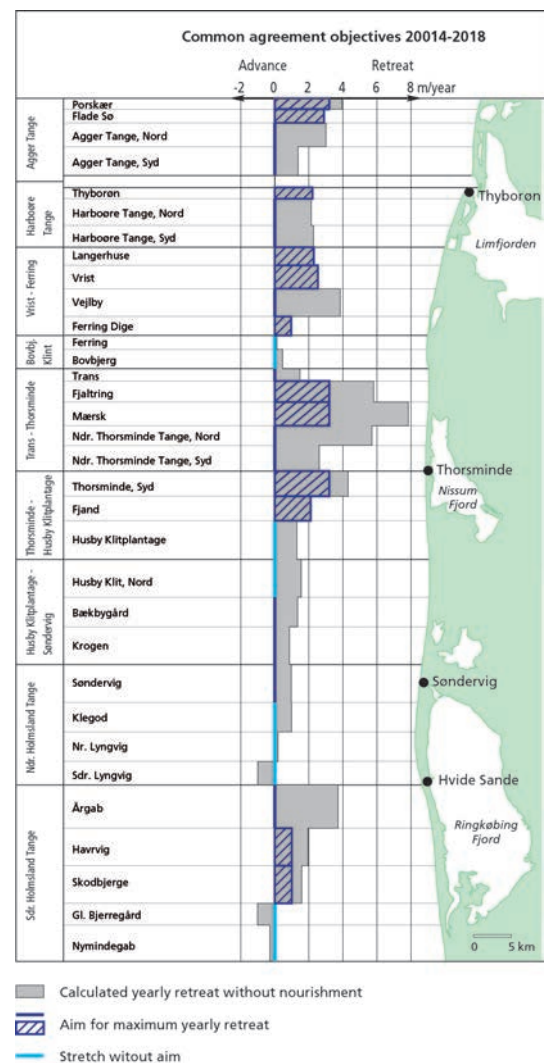 Common agreement objectives 20014-2018
Advance
Retreat
-2 0 2 4 6 8 m/year
Agger Tange
Porskær
Flade Sø
Agger Tange, Nord
Agger Tange, Syd
Harboøre
Tange
Thyborøn
Harboøre Tange, Nord
Harboøre Tange, Syd
Vrist - Ferring
Langerhuse
Vrist
Vejlby
Ferring Dige
Bovbj.
Klint
Ferring
Bovbjerg
Trans - Thorsminde
Trans
Fjaltring
Mærsk
Ndr. Thorsminde Tange, Nord
Ndr. Thorsminde Tange, Syd
Thorsminde -
Husby Klitplantage
Thorsminde, Syd
Fjand
Husby Klitplantage
Husby Klitplantage -
Søndervig
Husby Klit, Nord
Bækbygård
Krogen
Ndr. Holmsland Tange
Søndervig
Klegod
Nr. Lyngvig
Sdr. Lyngvig
Sdr. Holmsland Tange
Årgab
Havrvig
Skodbjerge
Gl. Bjerregård
Nymindegab
Thyborøn
Limfjorden
Thorsminde
Nissum
Fjord
Søndervig
Hvide Sande
Ringkøbing
Fjord
0 5 km
Calculated yearly retreat without nourishment
Aim for maximum yearly retreat
Stretch witout aim